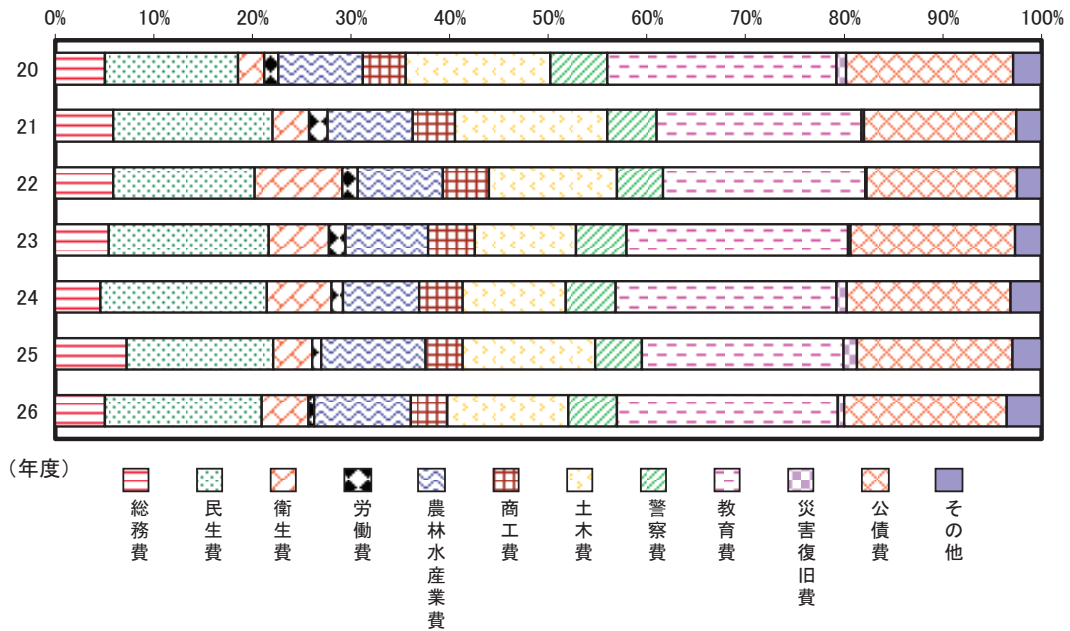 0% 10% 20% 30% 40% 50% 60% 70% 80% 90% 100%
20
21
22
23
24
25
26
(年度)
総務費
民生費
衛生費
労働費
農林水産業費
商工費
土木費
警察費
教育費
災害復旧費
公債費
その他